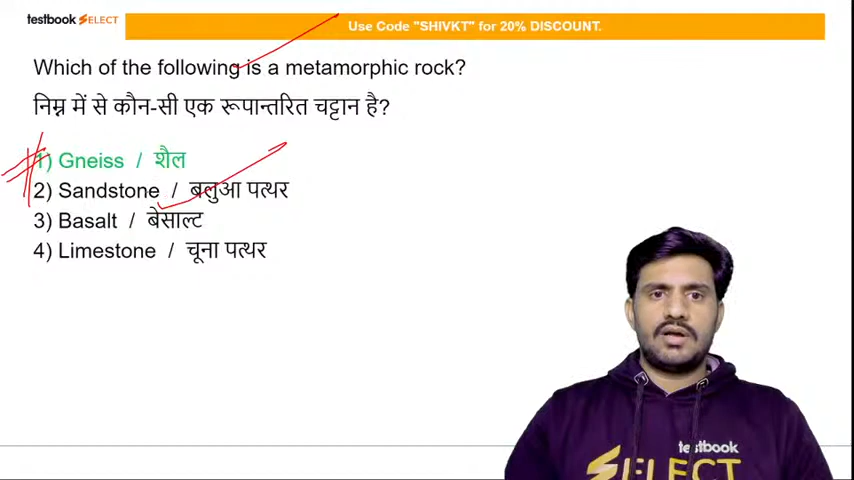 testbook SELECT
Use Code "SHIVKT" for 20% DISCOUNT.
Which of the following is a metamorphic rock?
निम्न में से कौन-सी एक रूपान्तरित चट्टान है?
1) Gneiss / शैल
2) Sandstone / बलुआ पत्थर
3) Basalt / बेसाल्ट
4) Limestone / चूना पत्थर
testbook
SELECT